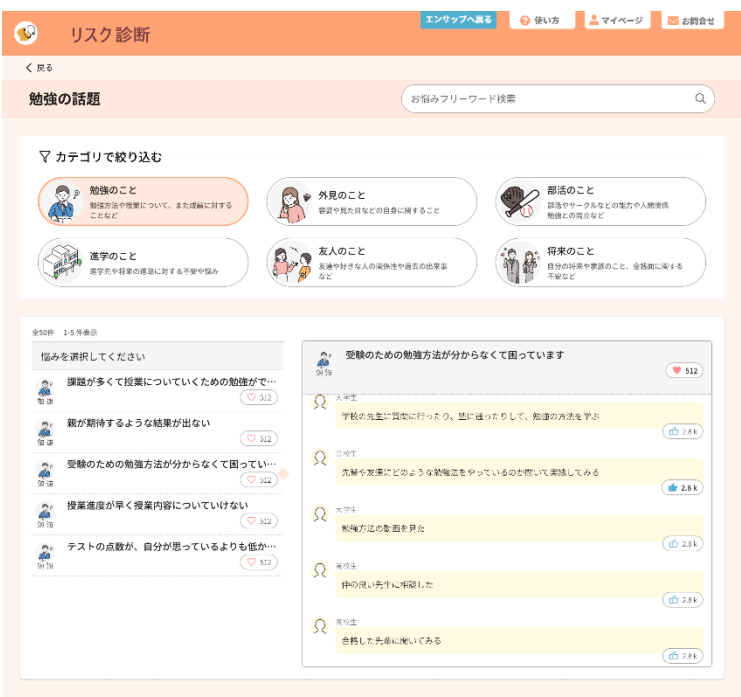 リスク診断
エンサップへ戻る
使い方
マイページ
お問合せ
戻る
勉強の話題
お悩みフリーワード検索
カテゴリで絞り込む
勉強のこと
勉強方法や授業について、また成績に対する
ことなど
外見のこと
容姿や見た目などの自身に関すること
部活のこと
部活やサークルなどの能力や人間関係
勉強との両立など
進学のこと
進学先や将来の進路に対する不安や悩み
友人のこと
友達や好きな人の関係性や過去の出来事
など
将来のこと
自分の将来や家族のこと、金銭面に関する
不安など
全50件 1-5件表示
悩みを選択してください
課題が多くて授業についていくための勉強がで…
勉強
512
親が期待するような結果が出ない
勉強
512
受験のための勉強方法が分からなくて困ってい…
勉強
512
授業進度が早く授業内容についていけない
勉強
512
テストの点数が、自分が思っているよりも低か…
勉強
512
受験のための勉強方法が分からなくて困っています
勉強
512
大学生
学校の先生に質問に行ったり、塾に通ったりして、勉強の方法を学ぶ
2.8k
高校生
先輩や友達にどのような勉強法をやっているのか聞いて実践してみる
2.8k
大学生
勉強方法の動画を見た
2.8k
高校生
仲の良い先生に相談した
2.8k
高校生
合格した先輩に聞いてみる
2.8k